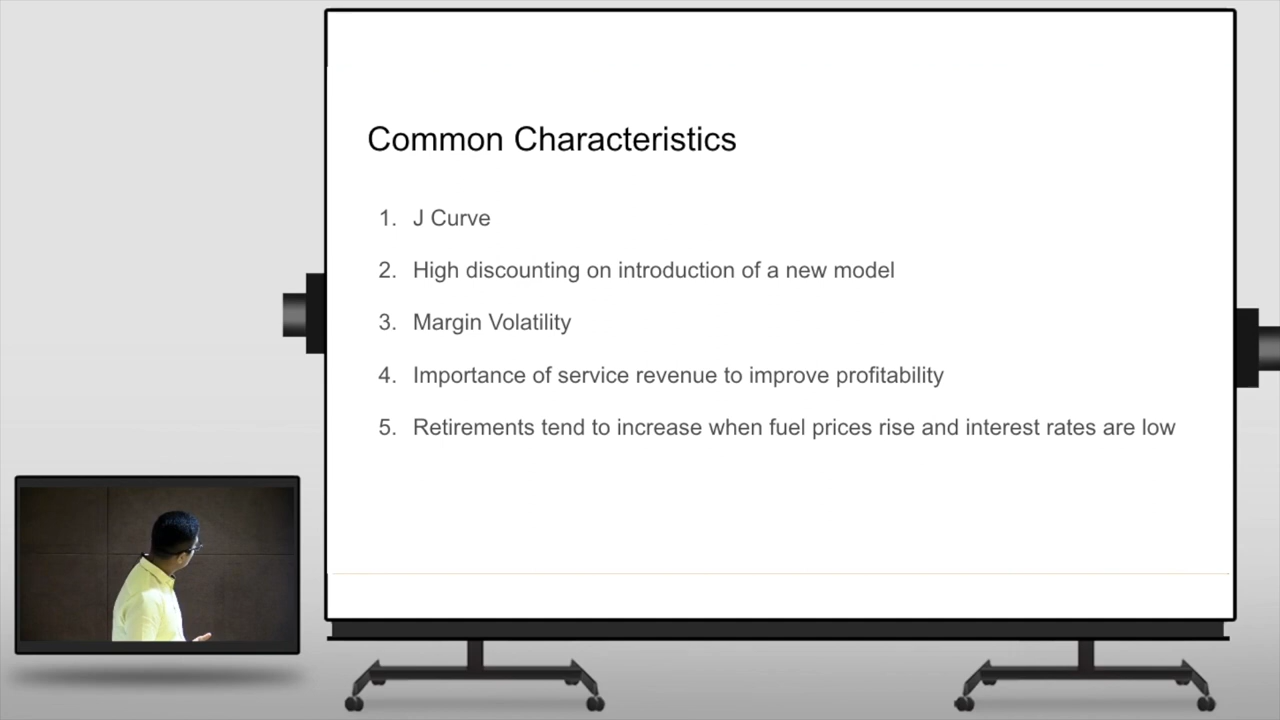 Common Characteristics
1. J Curve
2. High discounting on introduction of a new model
3. Margin Volatility
4. Importance of service revenue to improve profitability
5. Retirements tend to increase when fuel prices rise and interest rates are low